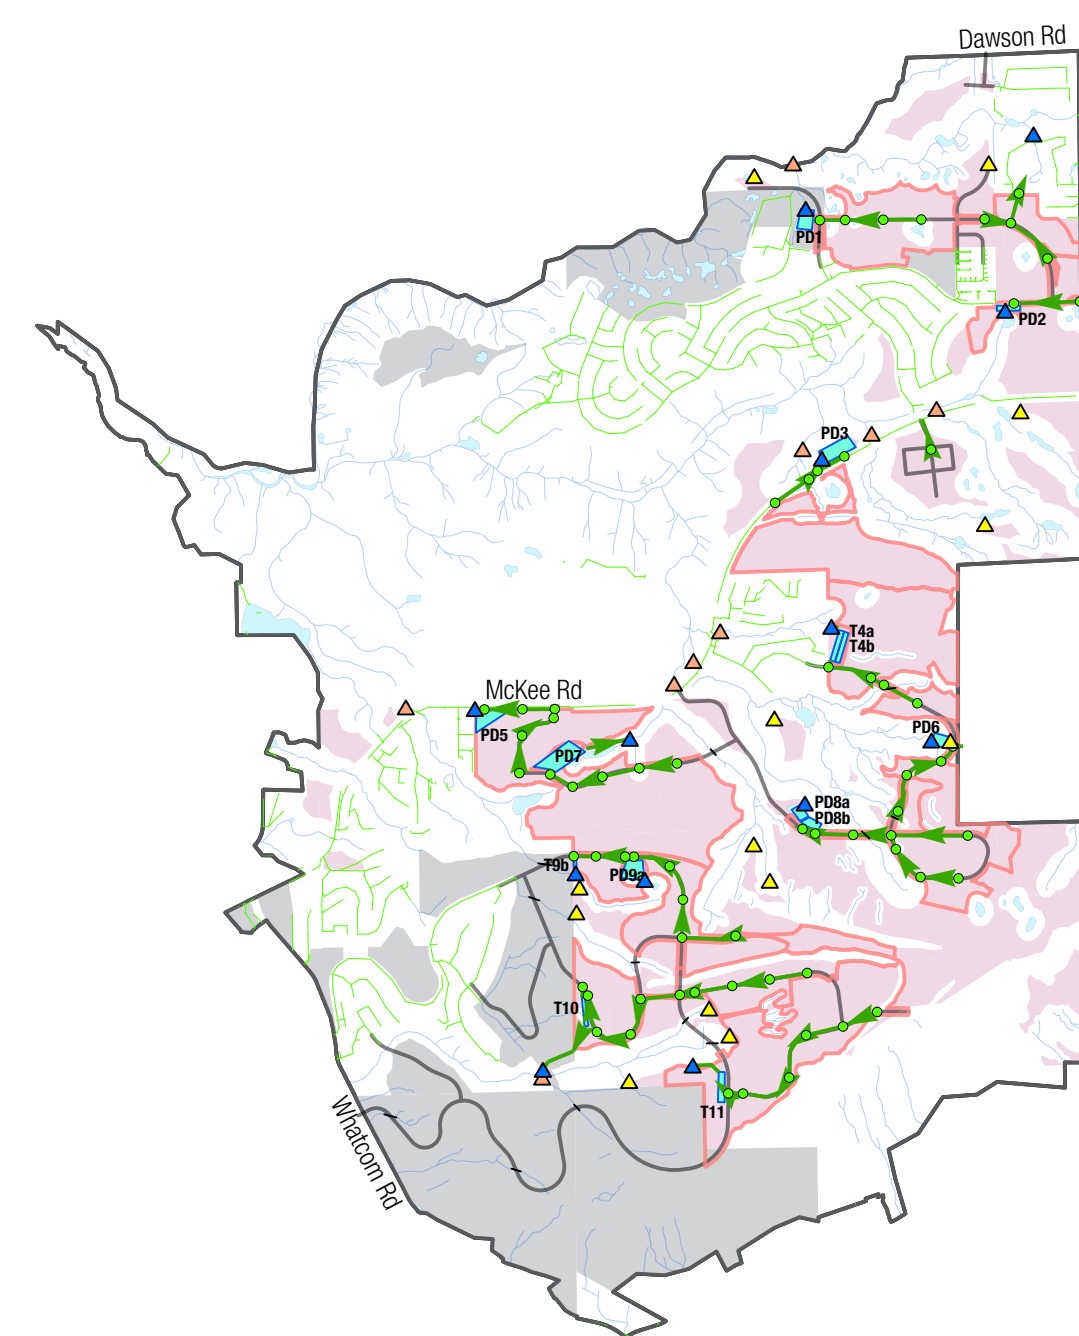 Dawson Rd
PD1
PD2
PD3
T4a
T4b
McKee Rd
PD5
PD6
PD7
PD8a
PD8b
T9b
PD9a
T10
T11
Whatcom Rd